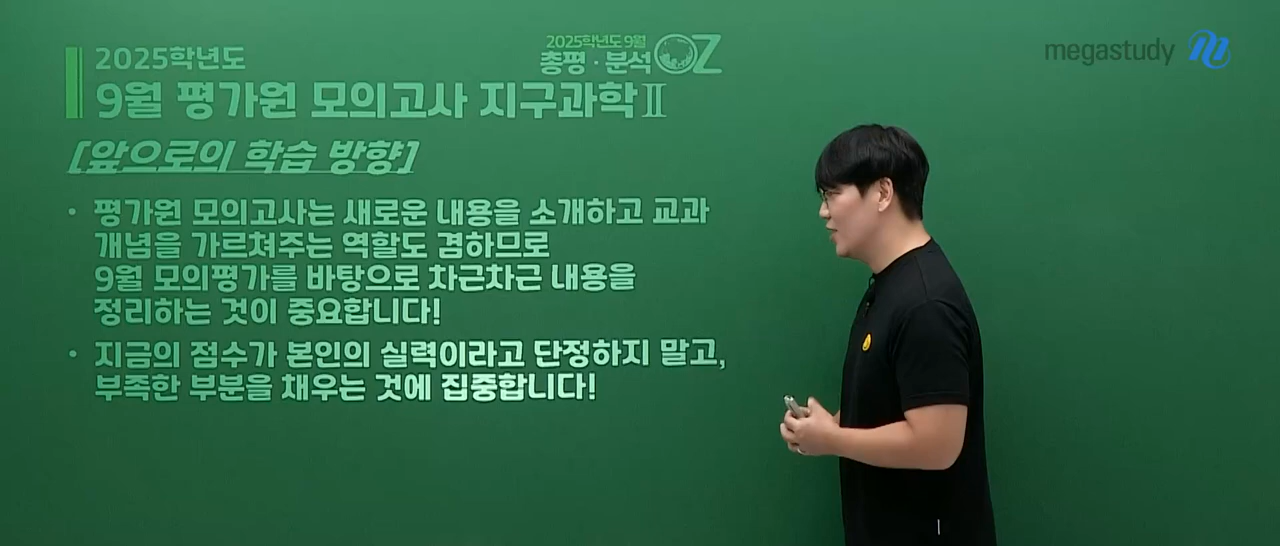 2025학년도
9월 평가원 모의고사 지구과학Ⅱ
2025학년도 9월
총평·분석 OZ
megastudy
[앞으로의 학습 방향]
• 평가원 모의고사는 새로운 내용을 소개하고 교과
개념을 가르쳐주는 역할도 겸하므로
9월 모의평가를 바탕으로 차근차근 내용을
정리하는 것이 중요합니다!
• 지금의 점수가 본인의 실력이라고 단정하지 말고,
부족한 부분을 채우는 것에 집중합니다!